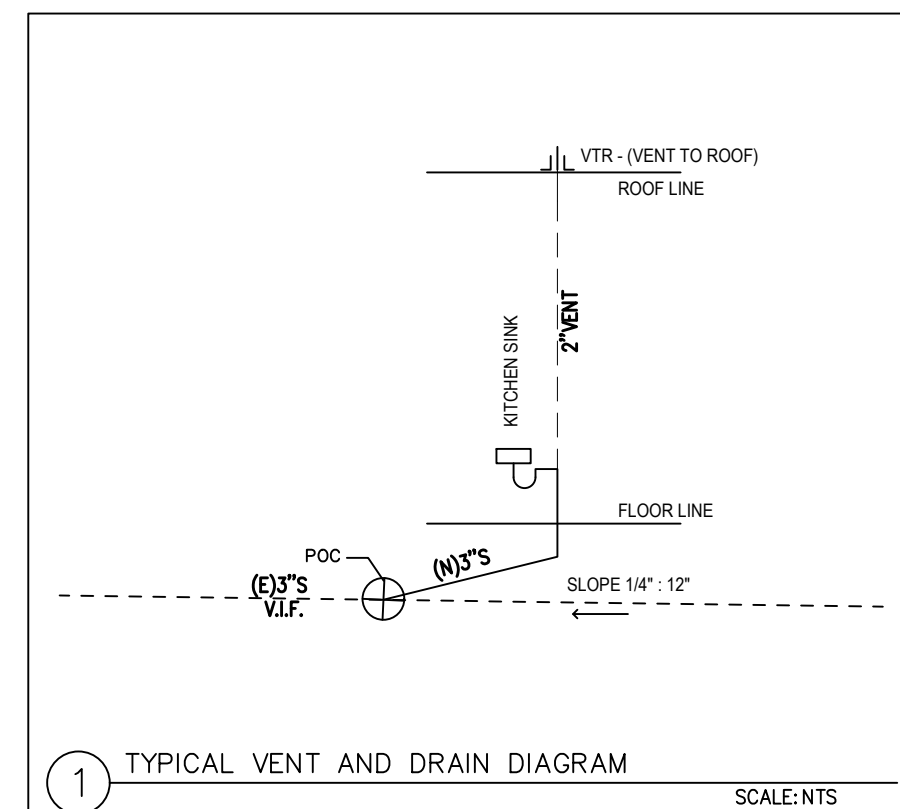 VTR - (VENT TO ROOF)
ROOF LINE
2"VENT
KITCHEN SINK
FLOOR LINE
POC
(N)3"S
(E)3"S
V.I.F.
SLOPE 1/4" : 12"
1 TYPICAL VENT AND DRAIN DIAGRAM
SCALE: NTS